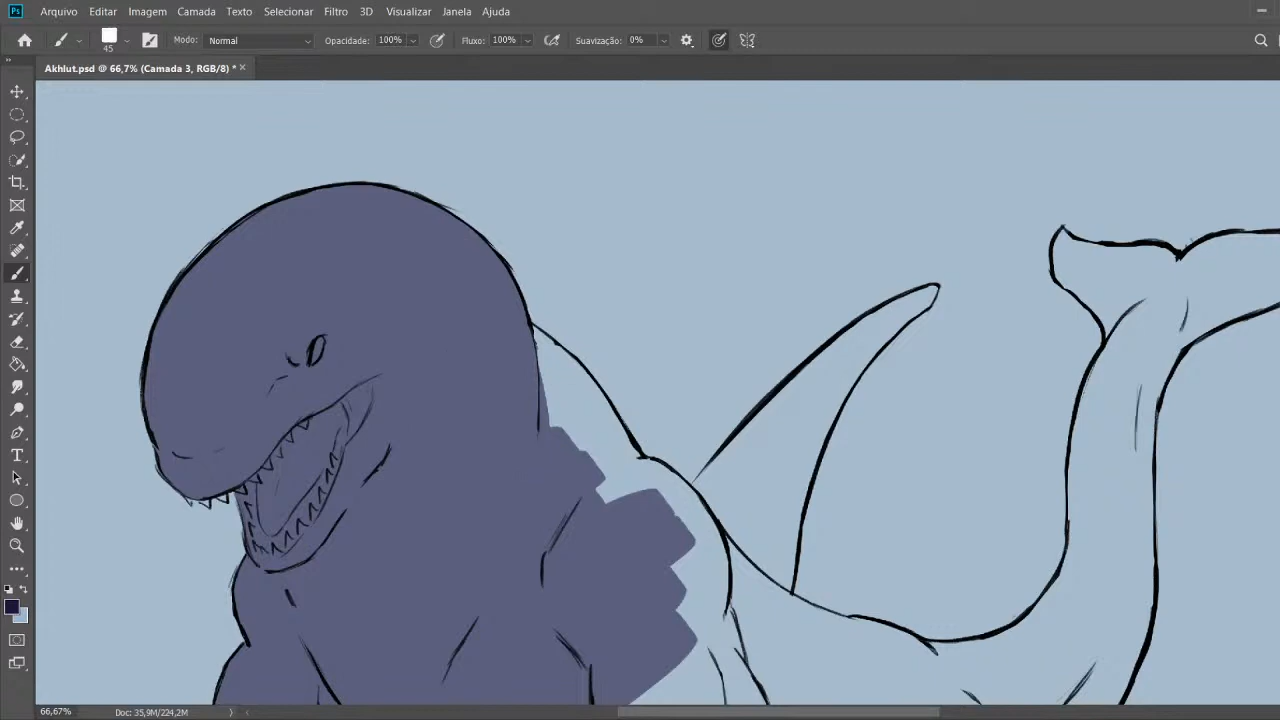 Ps Arquivo Editar Imagem Camada Texto Selecionar Filtro 3D Visualizar Janela Ajuda
45 Modo: Normal Opacidade: 100% Fluxo: 100% Suavização: 0%
Akhlut.psd @ 66,7% (Camada 3, RGB/8) *
66,67% Doc: 35,9M/224,2M